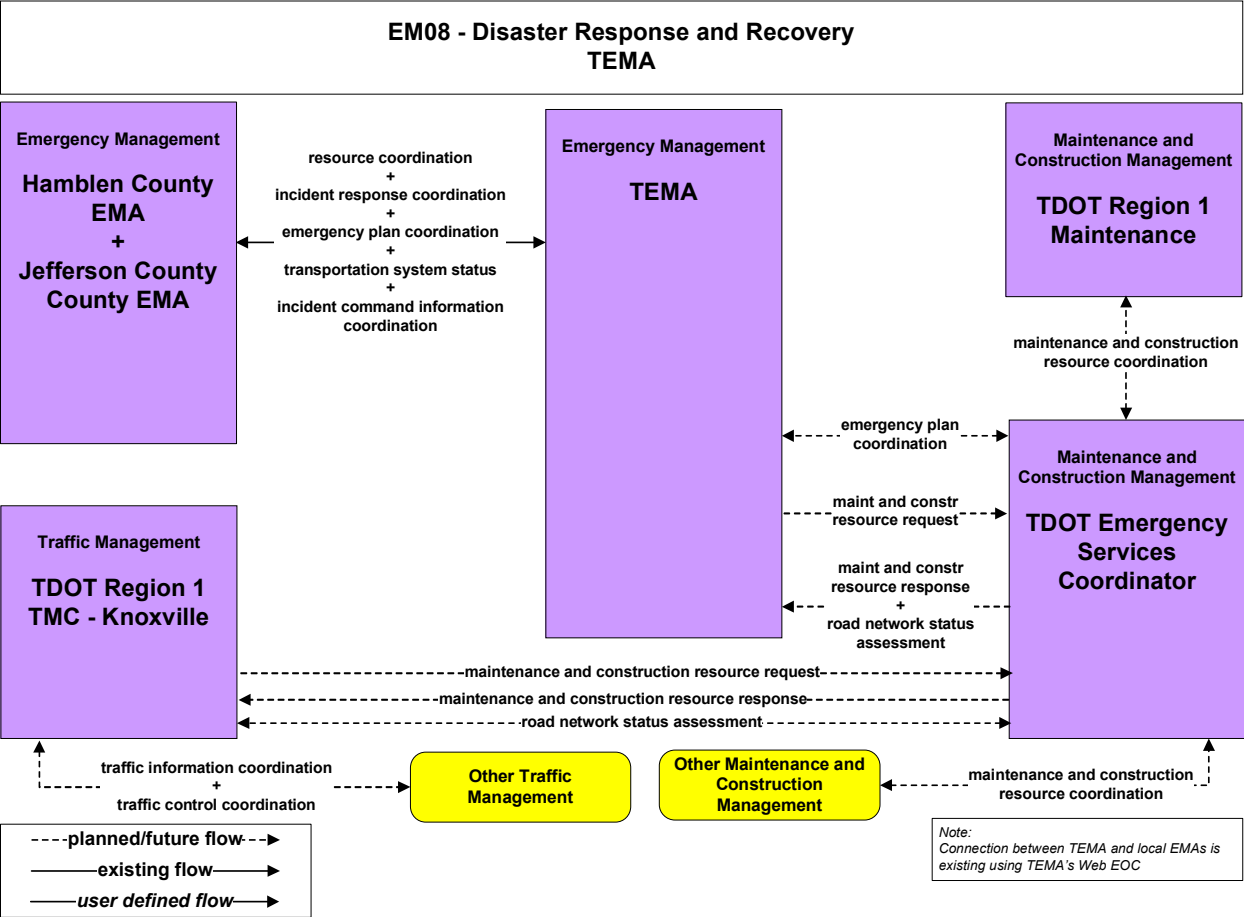 EM08 - Disaster Response and Recovery
TEMA
Emergency Management
Hamblen County
EMA
+
Jefferson County
County EMA
resource coordination
+
incident response coordination
+
emergency plan coordination
+
transportation system status
+
incident command information
coordination
Emergency Management
TEMA
Maintenance and
Construction Management
TDOT Region 1
Maintenance
maintenance and construction
resource coordination
emergency plan
coordination
maint and constr
resource request
maint and constr
resource response
+
road network status
assessment
Maintenance and
Construction Management
TDOT Emergency
Services
Coordinator
Traffic Management
TDOT Region 1
TMC - Knoxville
maintenance and construction resource request
maintenance and construction resource response
road network status assessment
traffic information coordination
+
traffic control coordination
Other Traffic
Management
Other Maintenance and
Construction
Management
maintenance and construction
resource coordination
planned/future flow
existing flow
user defined flow
Note:
Connection between TEMA and local EMAs is
existing using TEMA's Web EOC